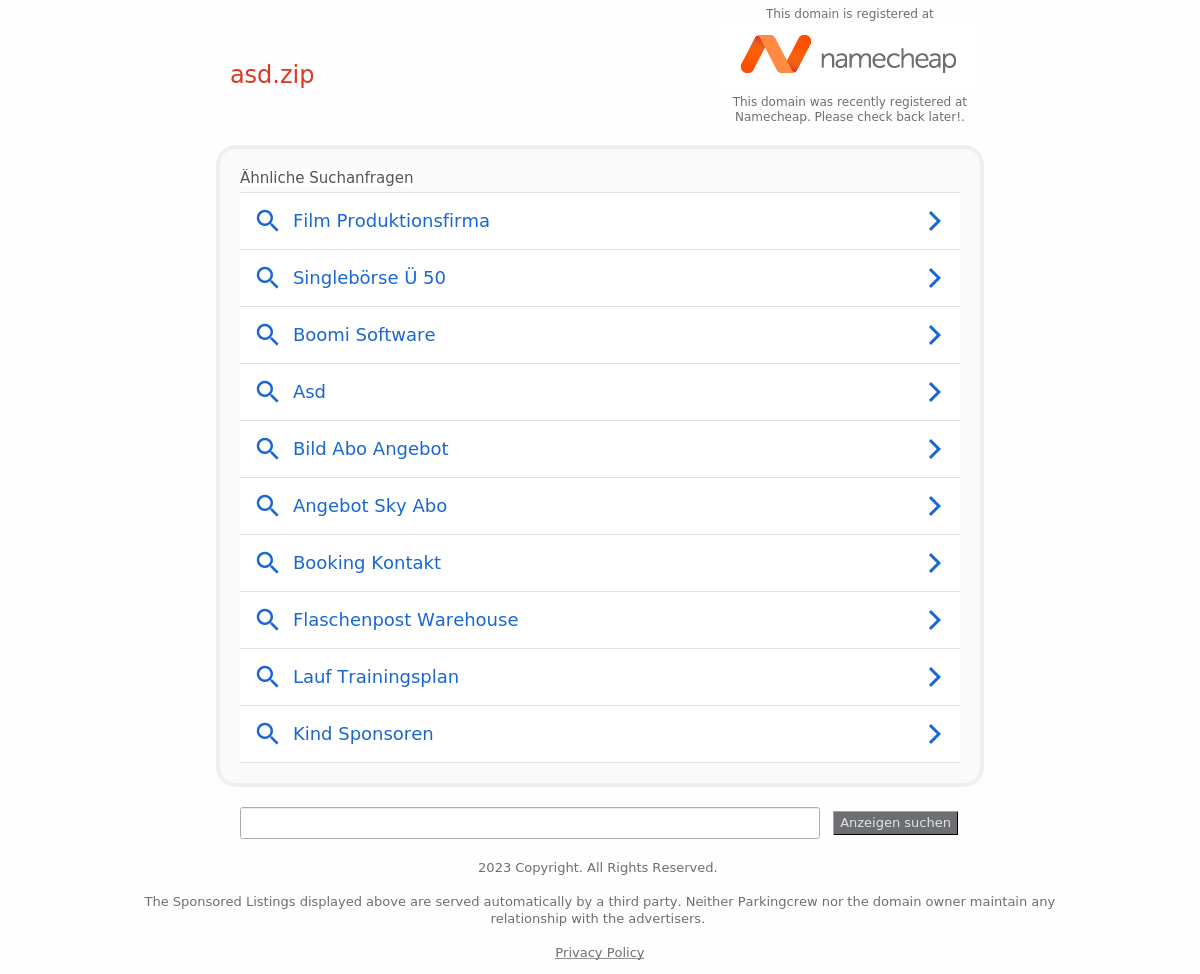 This domain is registered at
namecheap
asd.zip
This domain was recently registered at
Namecheap. Please check back later!.
Ähnliche Suchanfragen
Film Produktionsfirma
Singlebörse Ü 50
Boomi Software
Asd
Bild Abo Angebot
Angebot Sky Abo
Booking Kontakt
Flaschenpost Warehouse
Lauf Trainingsplan
Kind Sponsoren
Anzeigen suchen
2023 Copyright. All Rights Reserved.
The Sponsored Listings displayed above are served automatically by a third party. Neither Parkingcrew nor the domain owner maintain any
relationship with the advertisers.
Privacy Policy